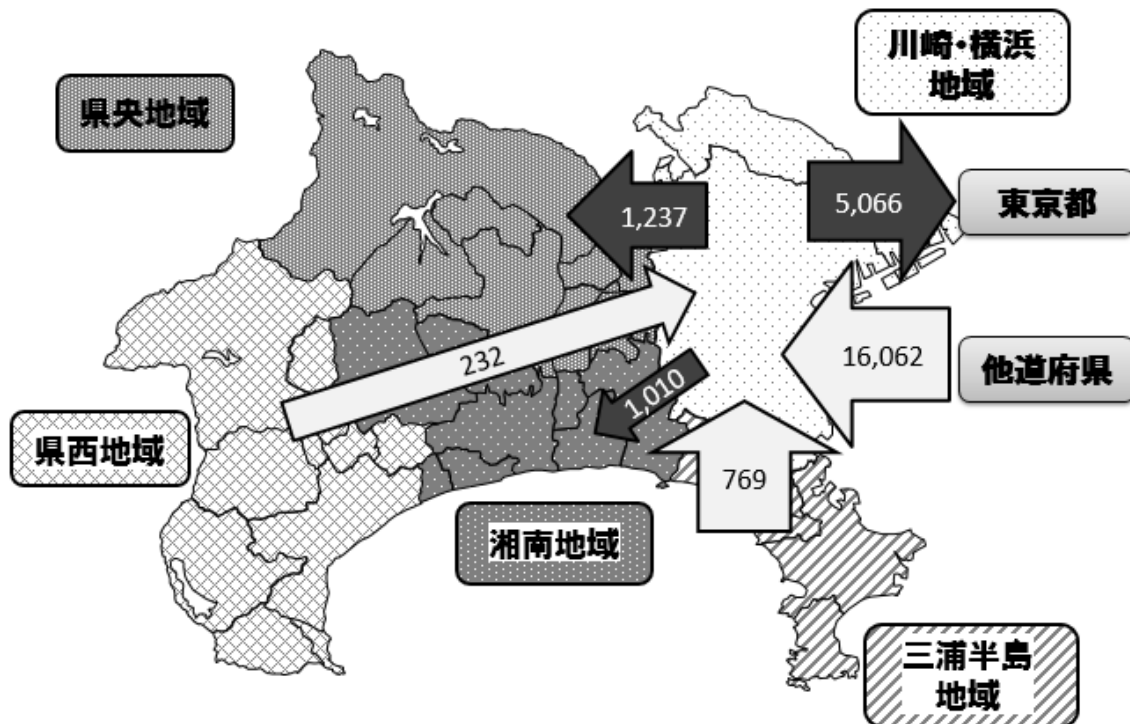 川崎・横浜
地域
県央地域
1,237
5,066
東京都
232
16,062
他道府県
1,010
県西地域
769
湘南地域
三浦半島
地域